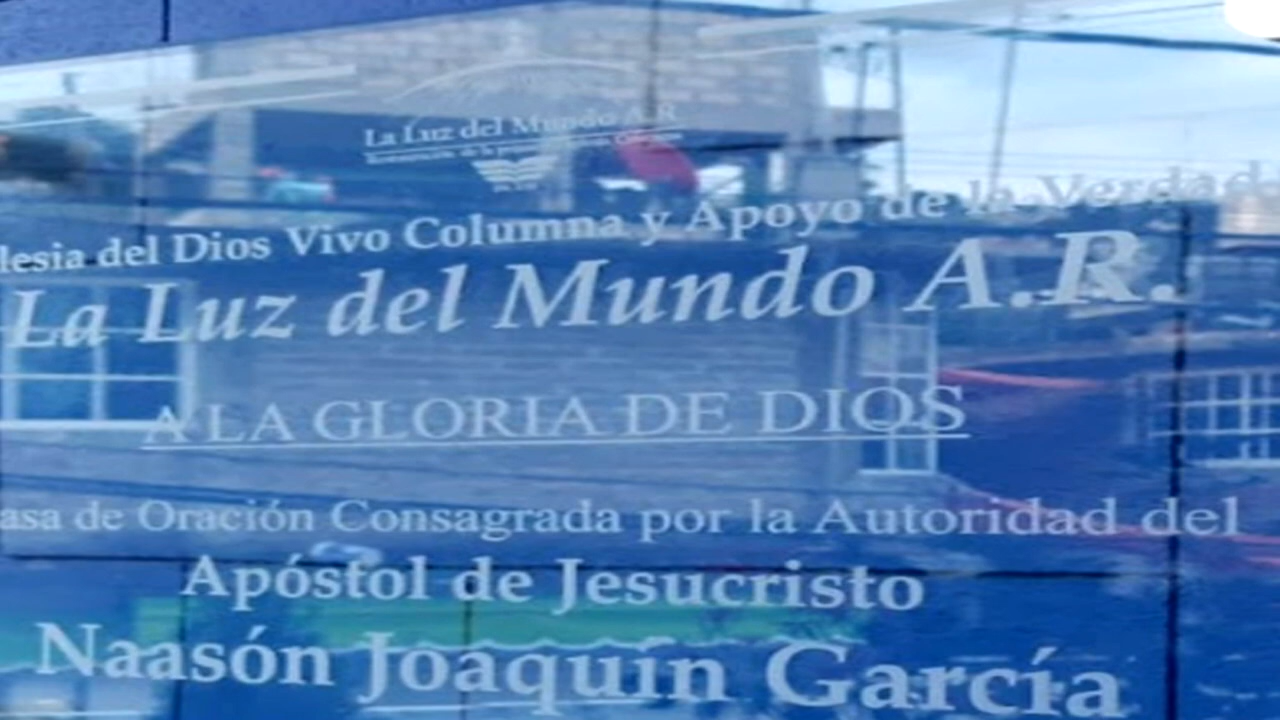 La Luz del Mundo A.R.
lesia del Dios Vivo Columna y Apoyo de la Verdad
La Luz del Mundo A.R.
A LA GLORIA DE DIOS
asa de Oración Consagrada por la Autoridad del
Apóstol de Jesucristo
Naasón Joaquín García